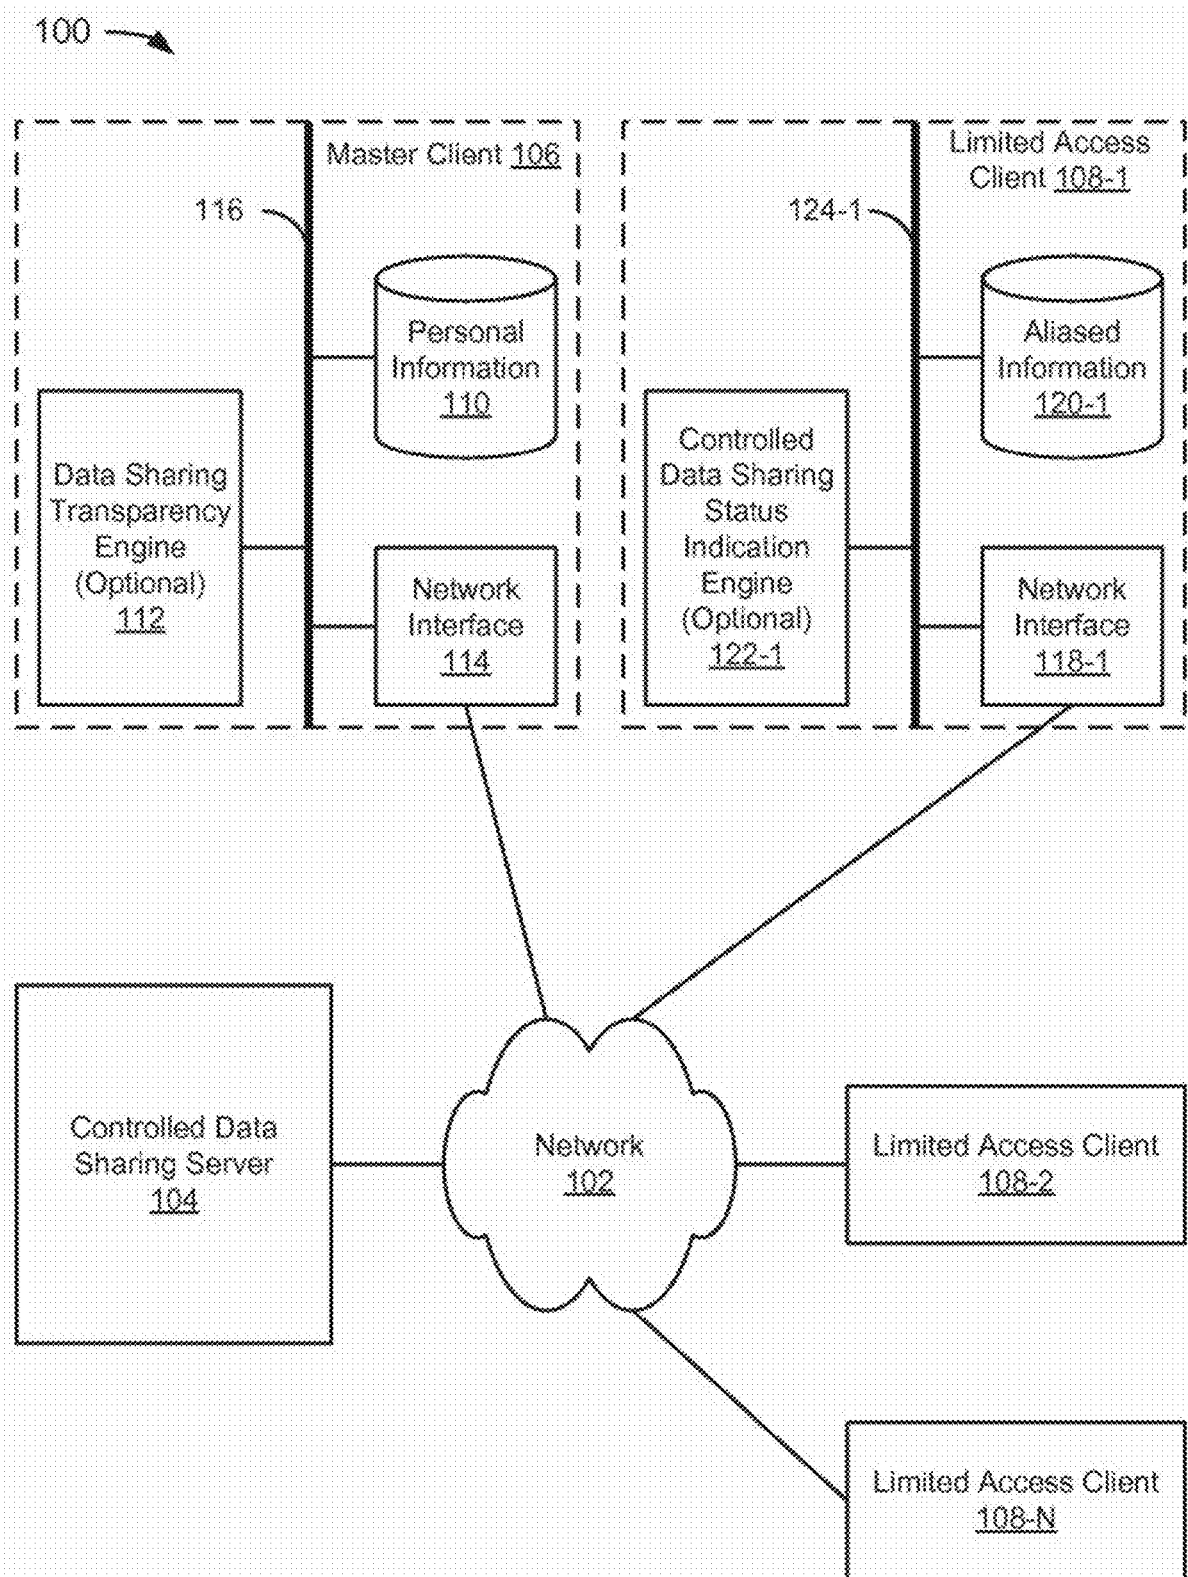 100
Master Client 106
116
Personal
Information
110
Data Sharing
Transparency
Engine
(Optional)
112
Network
Interface
114
Limited Access
Client 108-1
124-1
Aliased
Information
120-1
Controlled
Data Sharing
Status
Indication
Engine
(Optional)
122-1
Network
Interface
118-1
Controlled Data
Sharing Server
104
Network
102
Limited Access Client
108-2
Limited Access Client
108-N